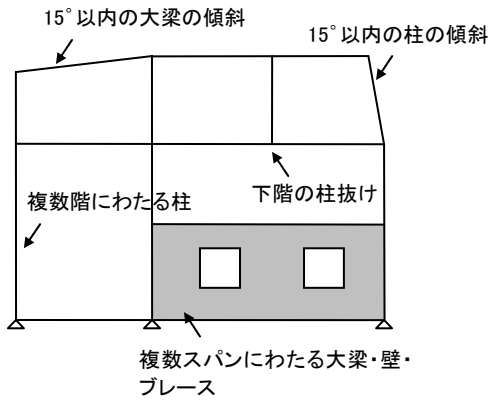 15°以内の大梁の傾斜
15°以内の柱の傾斜
複数階にわたる柱
下階の柱抜け
複数スパンにわたる大梁・壁・
ブレース